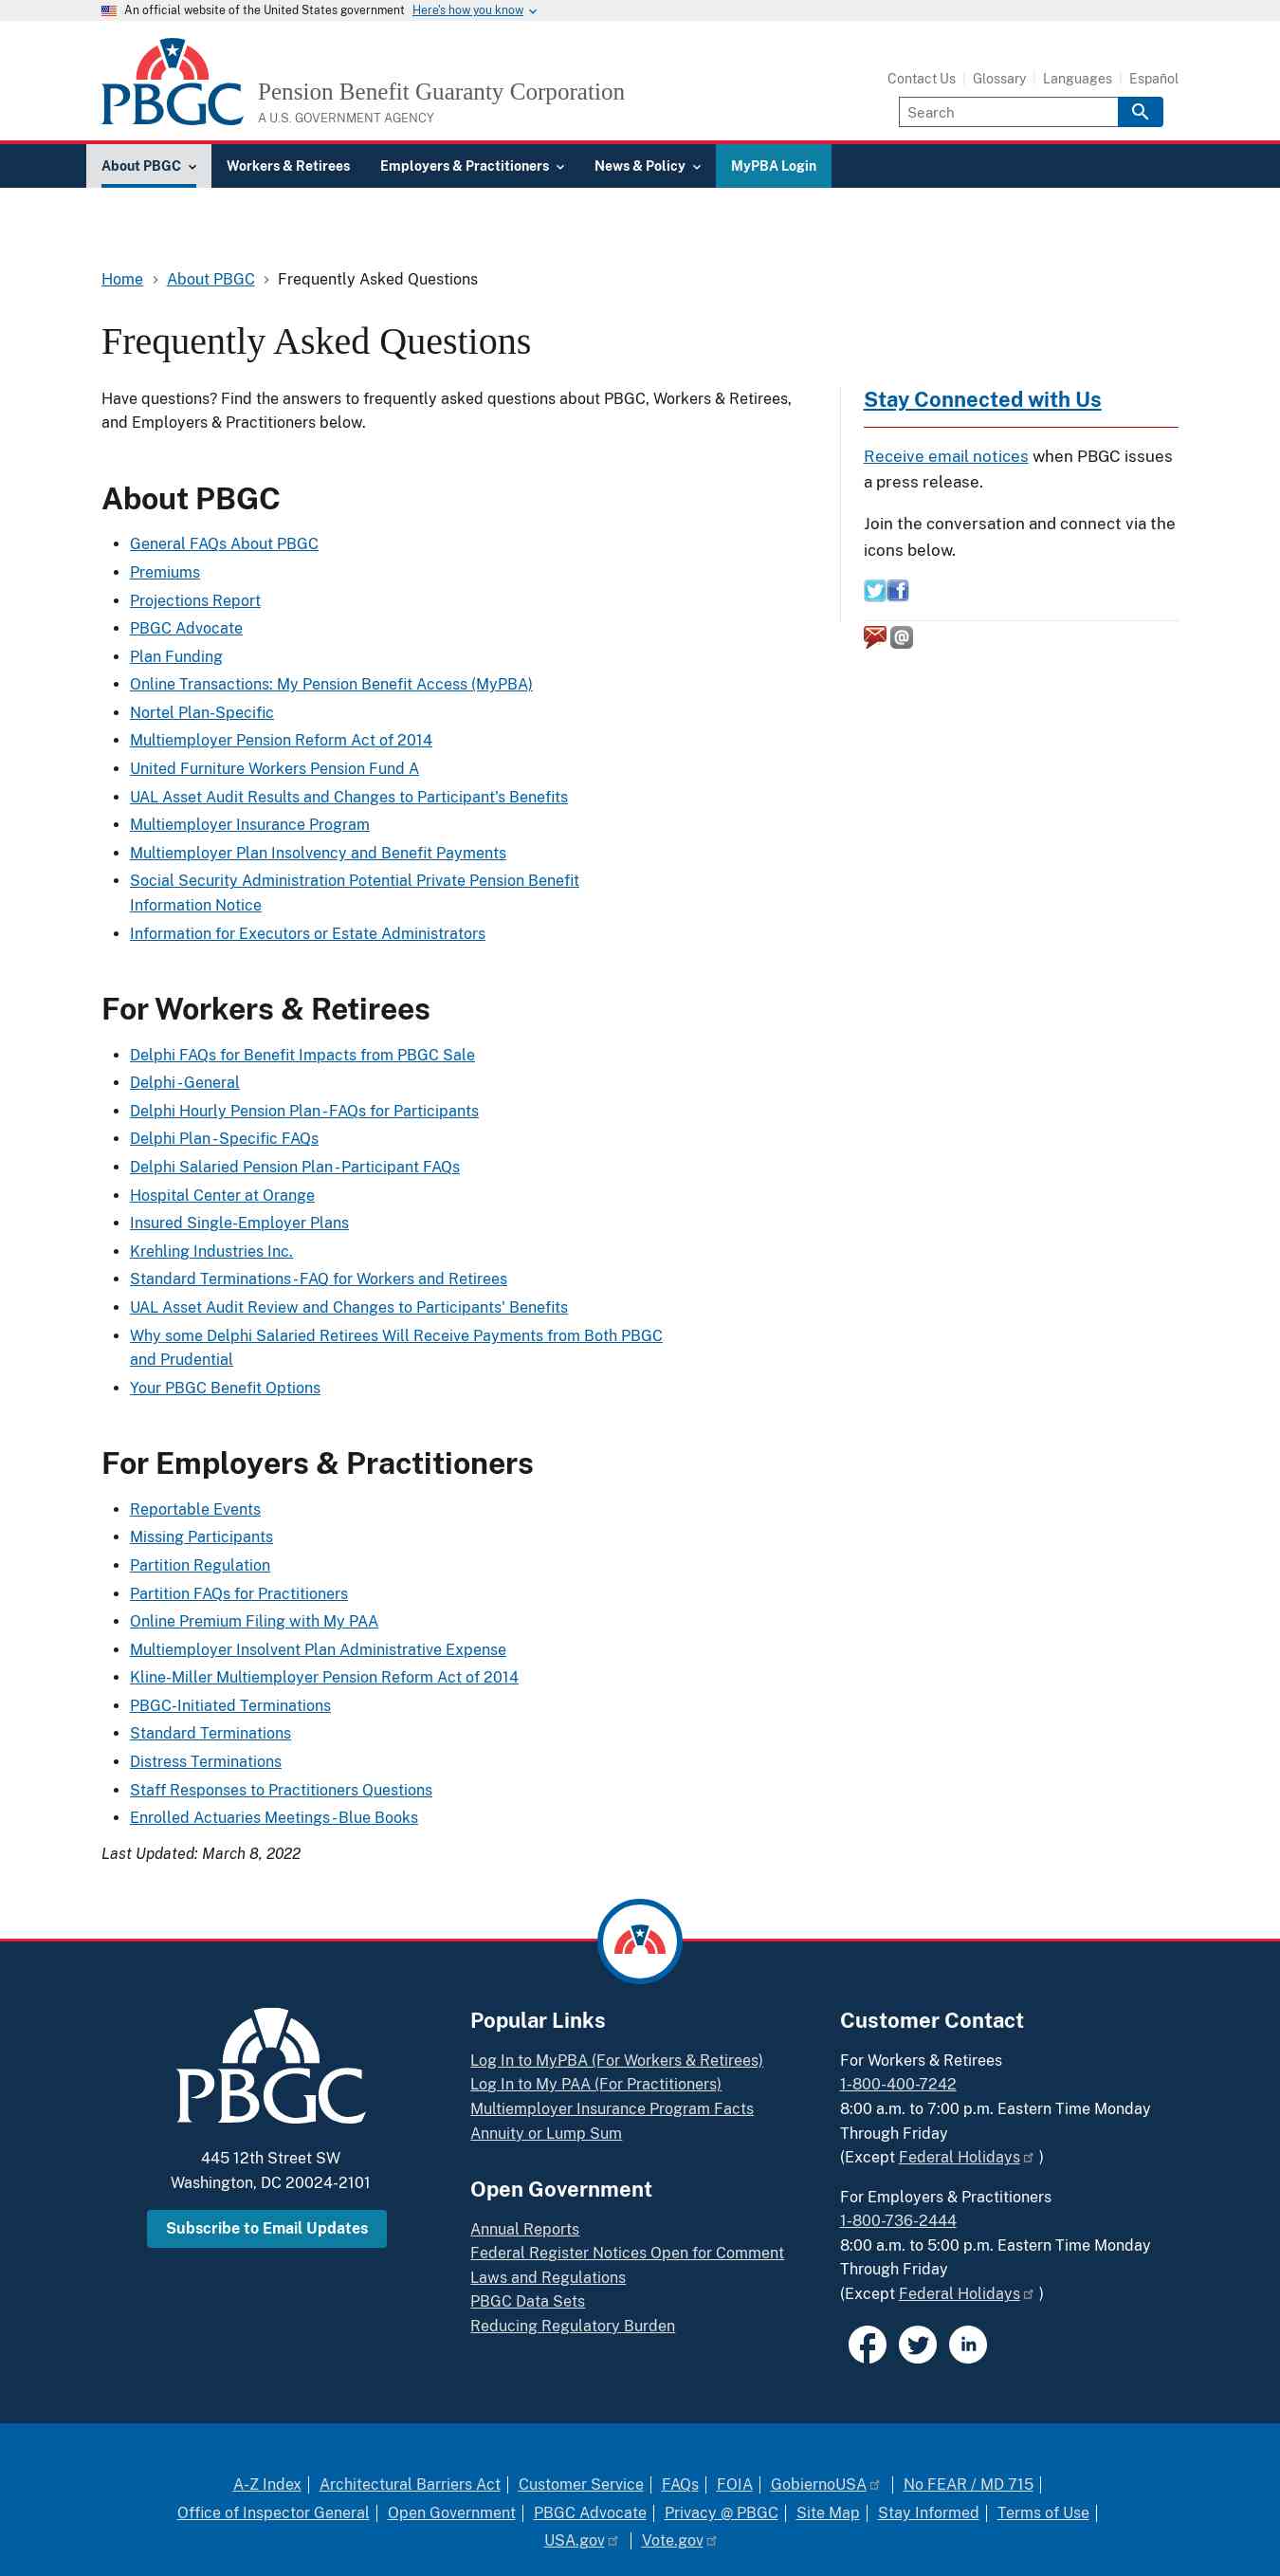 An official website of the United States government Here's how you know
PBGC
Pension Benefit Guaranty Corporation
A U.S. GOVERNMENT AGENCY
Contact Us Glossary Languages Español
Search
About PBGC Workers & Retirees Employers & Practitioners News & Policy MyPBA Login
Home About PBGC Frequently Asked Questions
Frequently Asked Questions
Have questions? Find the answers to frequently asked questions about PBGC, Workers & Retirees,
and Employers & Practitioners below.
About PBGC
General FAQs About PBGC
Premiums
Projections Report
PBGC Advocate
Plan Funding
Online Transactions: My Pension Benefit Access (MyPBA)
Nortel Plan-Specific
Multiemployer Pension Reform Act of 2014
United Furniture Workers Pension Fund A
UAL Asset Audit Results and Changes to Participant's Benefits
Multiemployer Insurance Program
Multiemployer Plan Insolvency and Benefit Payments
Social Security Administration Potential Private Pension Benefit
Information Notice
Information for Executors or Estate Administrators
For Workers & Retirees
Delphi FAQs for Benefit Impacts from PBGC Sale
Delphi - General
Delphi Hourly Pension Plan - FAQs for Participants
Delphi Plan - Specific FAQs
Delphi Salaried Pension Plan - Participant FAQs
Hospital Center at Orange
Insured Single-Employer Plans
Krehling Industries Inc.
Standard Terminations - FAQ for Workers and Retirees
UAL Asset Audit Review and Changes to Participants' Benefits
Why some Delphi Salaried Retirees Will Receive Payments from Both PBGC
and Prudential
Your PBGC Benefit Options
For Employers & Practitioners
Reportable Events
Missing Participants
Partition Regulation
Partition FAQs for Practitioners
Online Premium Filing with My PAA
Multiemployer Insolvent Plan Administrative Expense
Kline-Miller Multiemployer Pension Reform Act of 2014
PBGC-Initiated Terminations
Standard Terminations
Distress Terminations
Staff Responses to Practitioners Questions
Enrolled Actuaries Meetings - Blue Books
Last Updated: March 8, 2022
Stay Connected with Us
Receive email notices when PBGC issues
a press release.
Join the conversation and connect via the
icons below.
PBGC
445 12th Street SW
Washington, DC 20024-2101
Subscribe to Email Updates
Popular Links
Log In to MyPBA (For Workers & Retirees)
Log In to My PAA (For Practitioners)
Multiemployer Insurance Program Facts
Annuity or Lump Sum
Open Government
Annual Reports
Federal Register Notices Open for Comment
Laws and Regulations
PBGC Data Sets
Reducing Regulatory Burden
Customer Contact
For Workers & Retirees
1-800-400-7242
8:00 a.m. to 7:00 p.m. Eastern Time Monday
Through Friday
(Except Federal Holidays )
For Employers & Practitioners
1-800-736-2444
8:00 a.m. to 5:00 p.m. Eastern Time Monday
Through Friday
(Except Federal Holidays )
A-Z Index Architectural Barriers Act Customer Service FAQs FOIA GobiernoUSA No FEAR / MD 715
Office of Inspector General Open Government PBGC Advocate Privacy @ PBGC Site Map Stay Informed Terms of Use
USA.gov Vote.gov